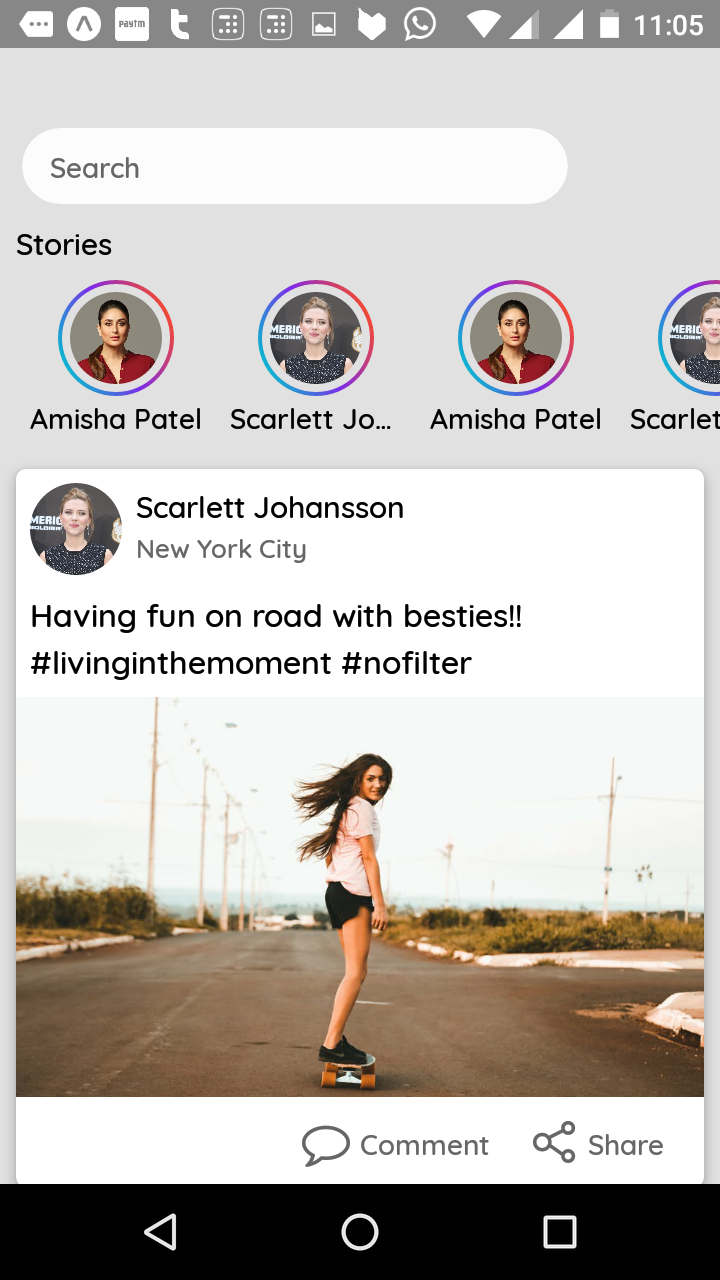 Paytm
11:05
Search
Stories
Amisha Patel
Scarlett Jo...
Amisha Patel
Scarlet
Scarlett Johansson
New York City
Having fun on road with besties!!
#livinginthemoment #nofilter
Comment
Share